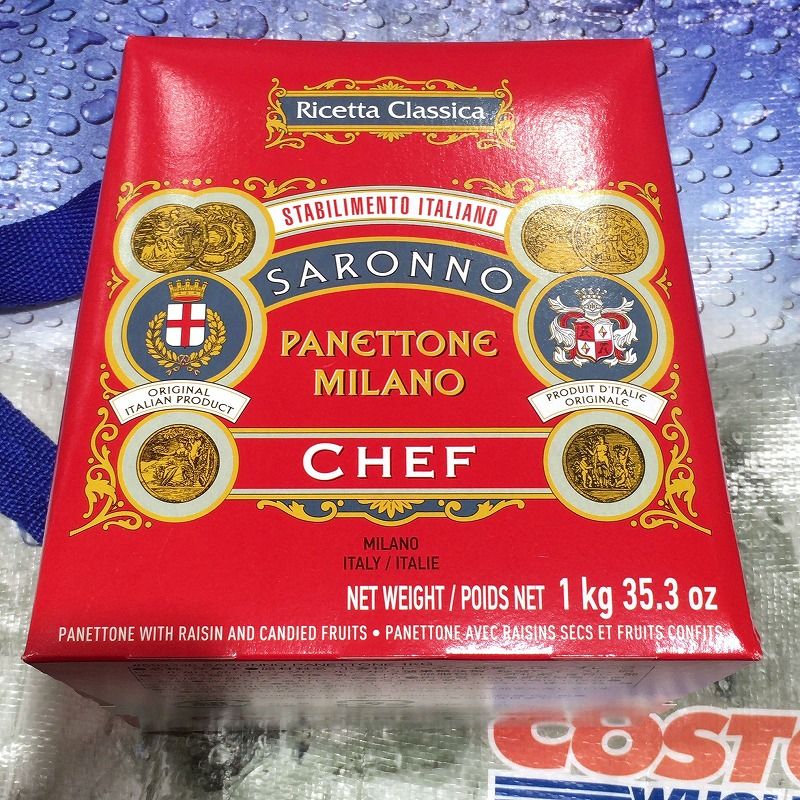 Ricetta Classica
STABILIMENTO ITALIANO
SARONNO
PANETTONE
MILANO
ORIGINAL
ITALIAN PRODUCT
PRODUIT D'ITALIE
ORIGINALE
CHEF
MILANO
ITALY / ITALIE
NET WEIGHT / POIDS NET 1 kg 35.3 oz
PANETTONE WITH RAISIN AND CANDIED FRUITS • PANETTONE AVEC RAISINS SECS ET FRUITS CONFITS
PANETTONE 1KG